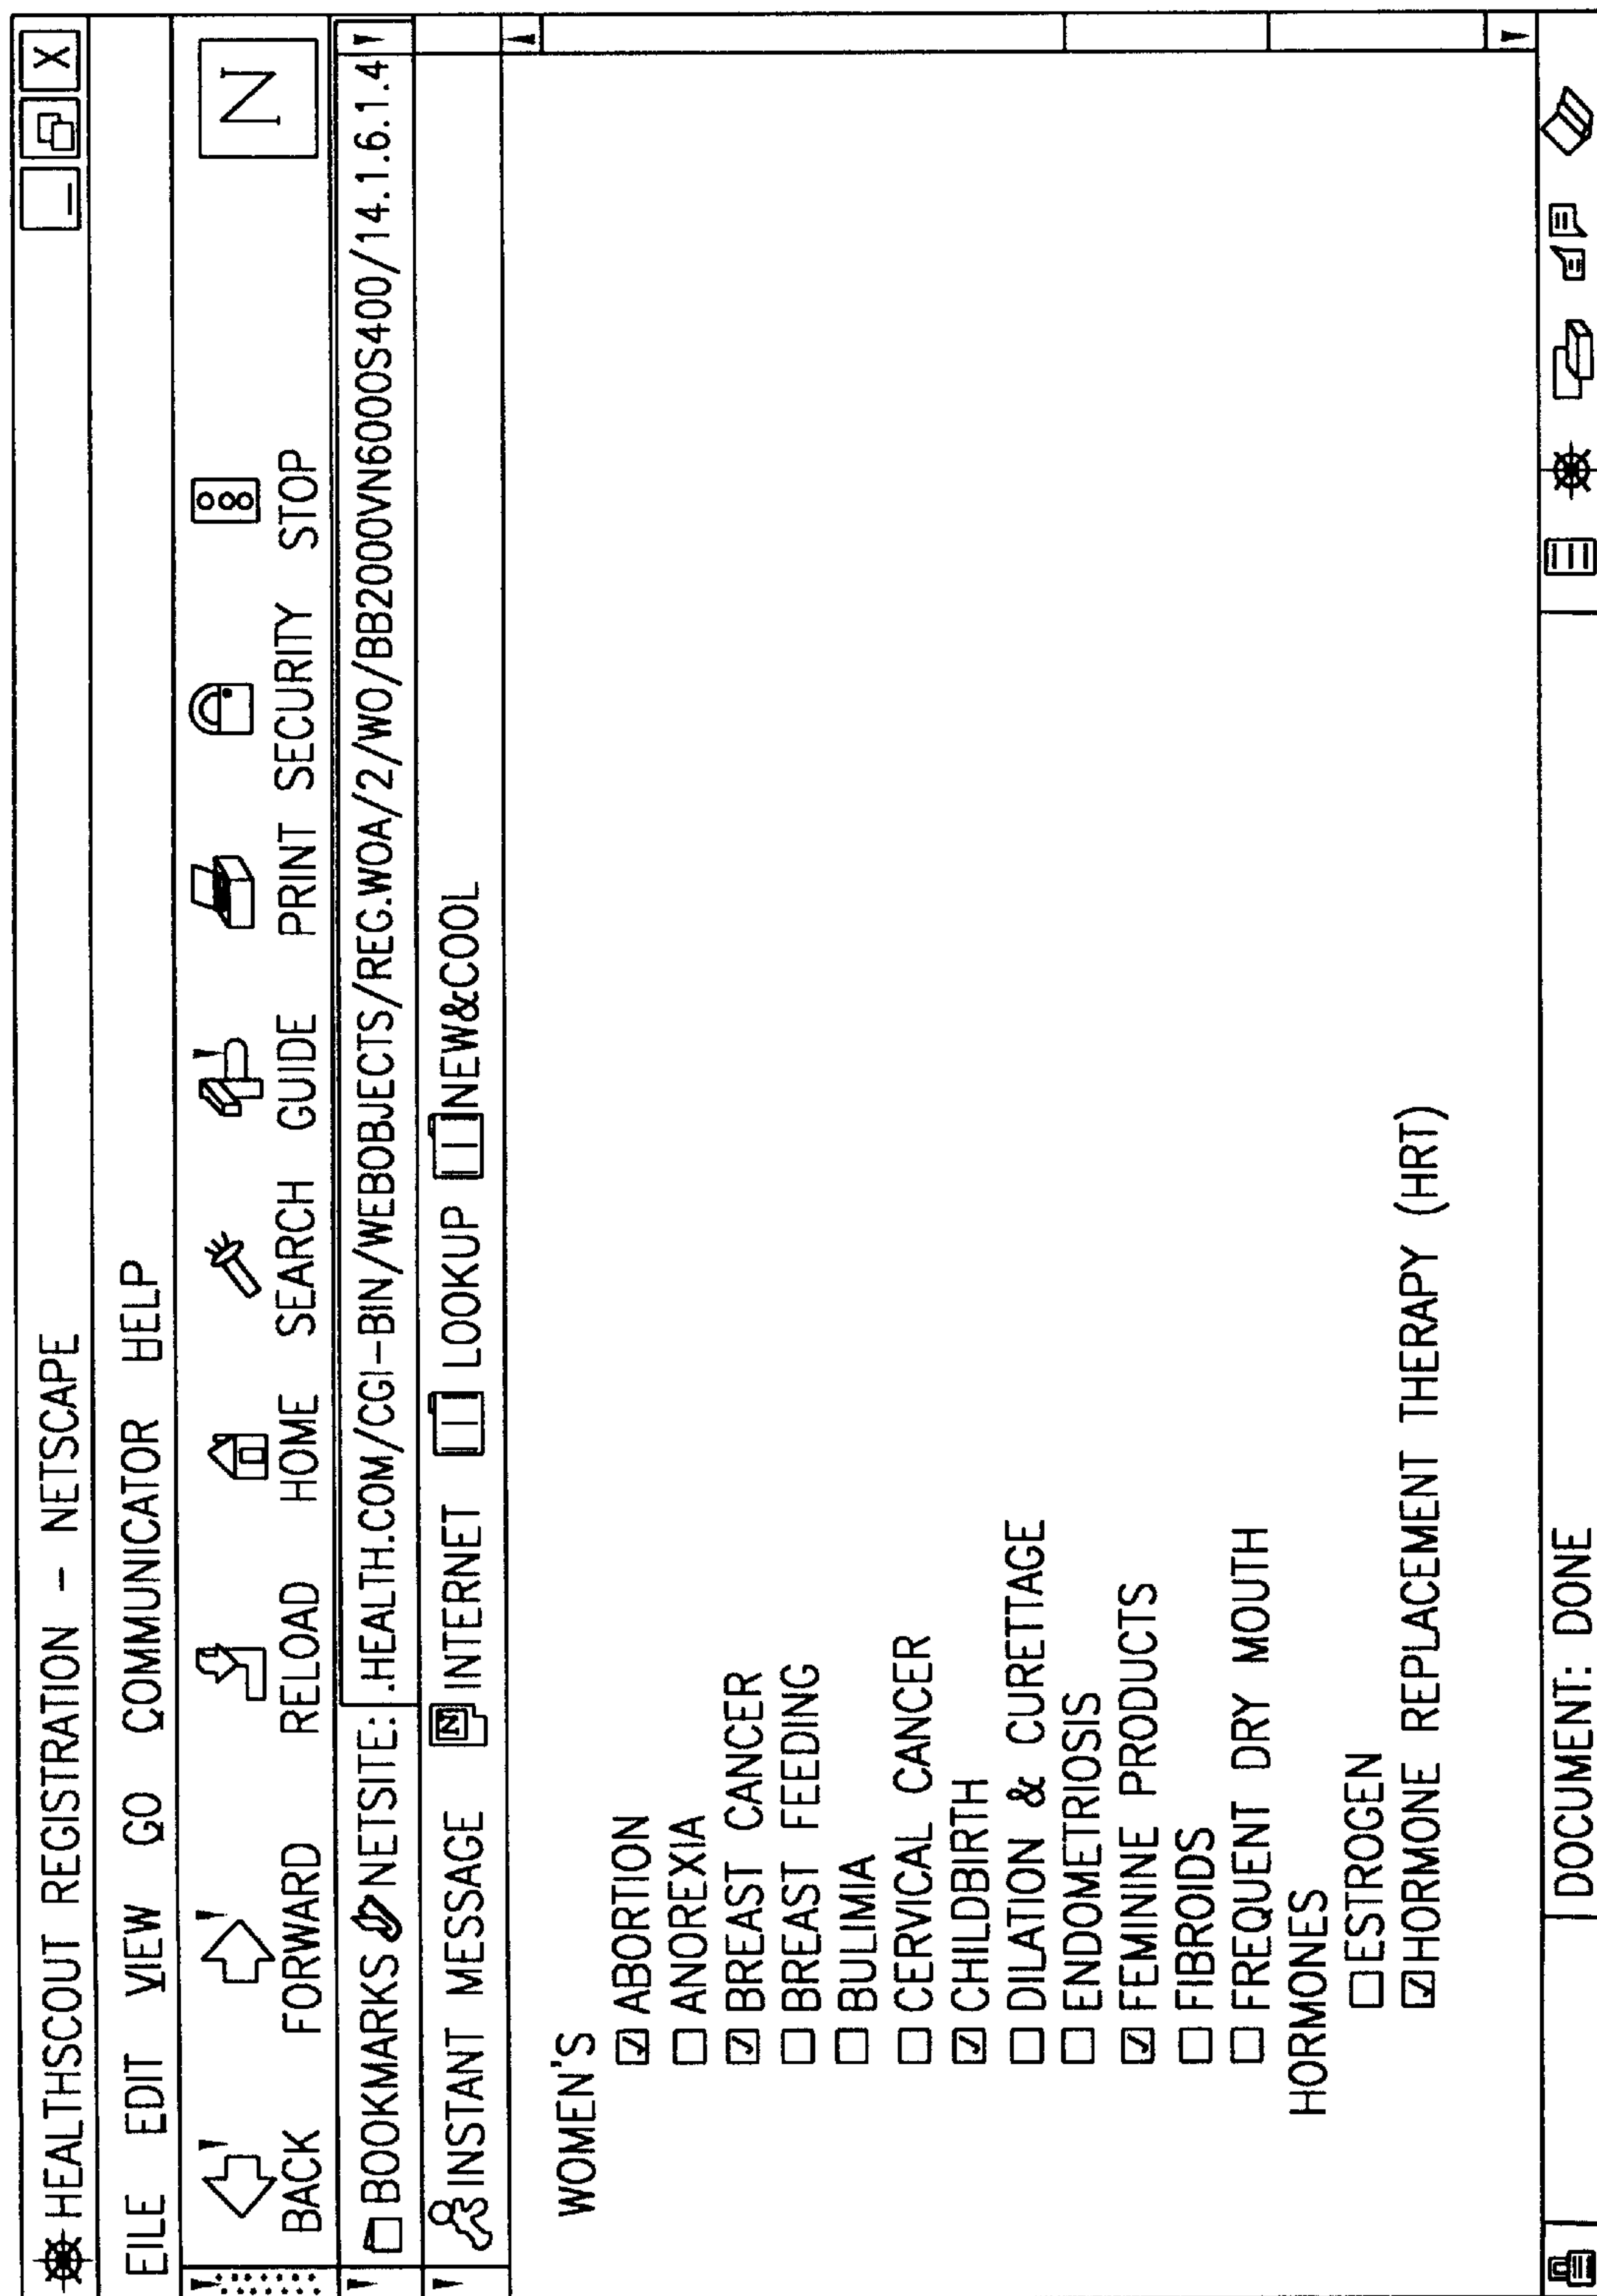 HEALTHSCOUT REGISTRATION - NETSCAPE
_ X
FILE EDIT VIEW GO COMMUNICATOR HELP
BACK FORWARD RELOAD HOME SEARCH GUIDE PRINT SECURITY STOP
N
BOOKMARKS NETSITE: .HEALTH.COM/CGI-BIN/WEBOBJECTS/REG.WOA/2/WO/BB2000VN6000S400/14.1.6.1.4
INSTANT MESSAGE N INTERNET LOOKUP NEW&COOL
WOMEN'S
☑ ABORTION
☐ ANOREXIA
☑ BREAST CANCER
☐ BREAST FEEDING
☐ BULIMIA
☐ CERVICAL CANCER
☑ CHILDBIRTH
☐ DILATION & CURETTAGE
☐ ENDOMETRIOSIS
☑ FEMININE PRODUCTS
☐ FIBROIDS
☐ FREQUENT DRY MOUTH
HORMONES
☐ ESTROGEN
☑ HORMONE REPLACEMENT THERAPY (HRT)
DOCUMENT: DONE